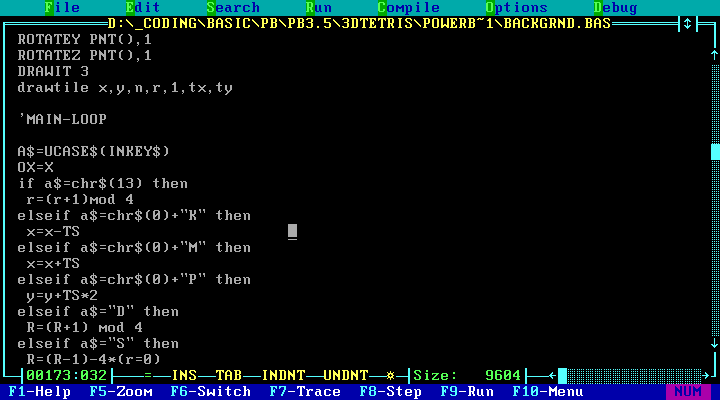 File Edit Search Run Compile Options Debug
D:\_CODING\BASIC\PB\PB3.5\3DTETRIS\POWERB~1\BACKGRND.BAS
ROTATEY PNT(),1
ROTATEZ PNT(),1
DRAWIT 3
drawtile x,y,n,r,1,tx,ty
'MAIN-LOOP
A$=UCASE$(INKEY$)
OX=X
if a$=chr$(13) then
r=(r+1)mod 4
elseif a$=chr$(0)+"K" then
x=x-TS
elseif a$=chr$(0)+"M" then
x=x+TS
elseif a$=chr$(0)+"P" then
y=y+TS*2
elseif a$="D" then
R=(R+1) mod 4
elseif a$="S" then
R=(R-1)-4*(r=0)
00173:032 = INS TAB INDNT UNDNT ☼ Size: 9604
F1-Help F5-Zoom F6-Switch F7-Trace F8-Step F9-Run F10-Menu NUM